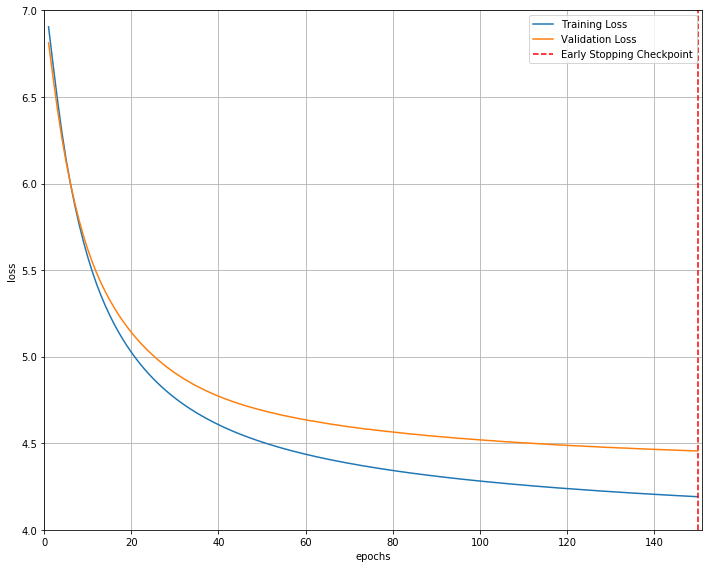 7.0
6.5
6.0
5.5
5.0
4.5
4.0
loss
Training Loss
Validation Loss
Early Stopping Checkpoint
0 20 40 60 80 100 120 140
epochs